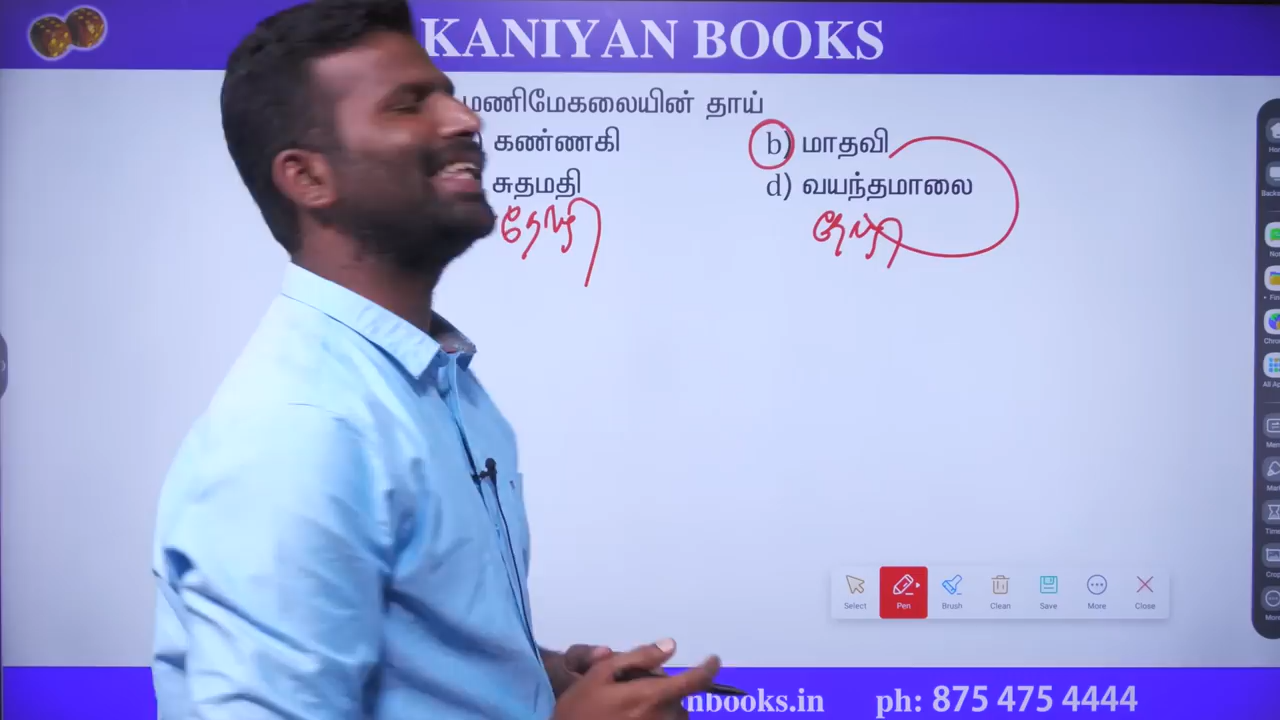 KANIYAN BOOKS
மணிமேகலையின் தாய்
) கண்ணகி b) மாதவி
சுதமதி d) வயந்தமாலை
தோழி தோழி
Select Pen Brush Clean Save More Close
nbooks.in ph: 875 475 4444